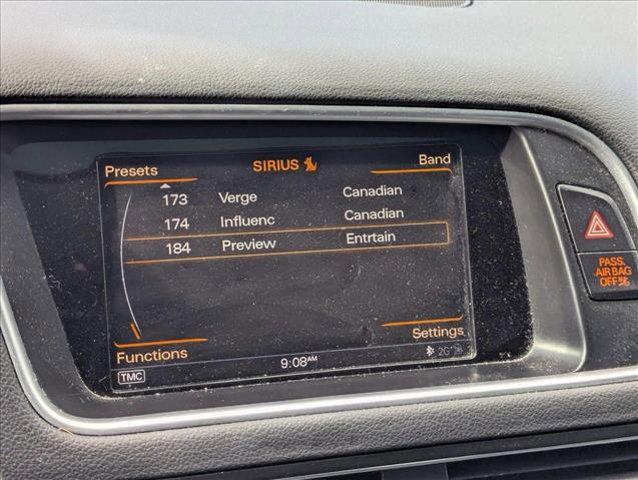 Presets SIRIUS Band
173 Verge Canadian
174 Influenc Canadian
184 Preview Entrtain
Functions Settings
TMC 9:08AM 2G
PASS.
AIR BAG
OFF